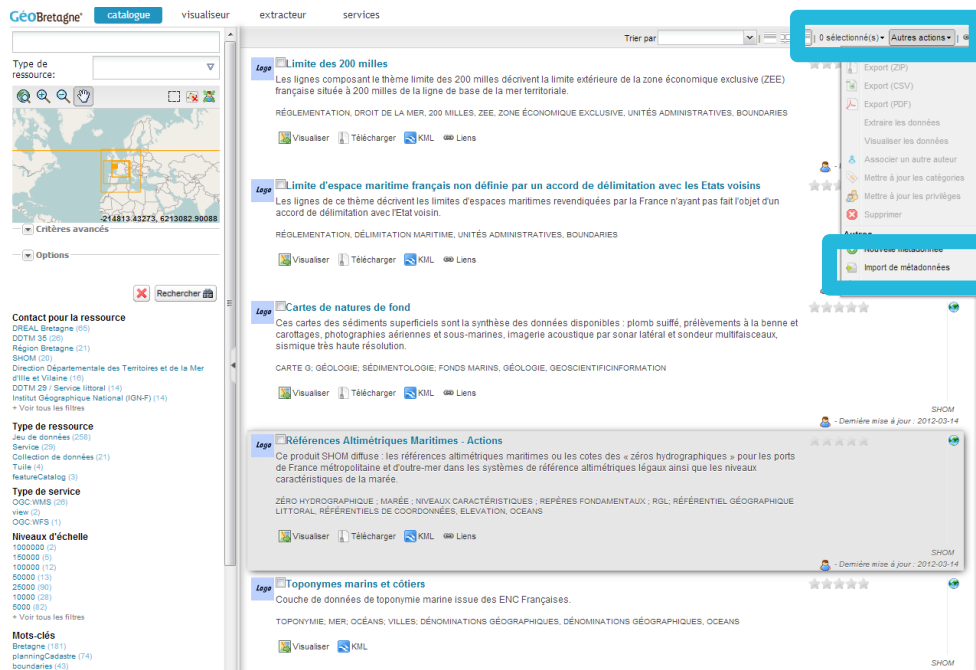 GéoBretagne catalogue visualiseur extracteur services
Type de
ressource:
-214813.43273, 6213082.90088
Critères avancés
Options
Rechercher
Contact pour la ressource
DREAL Bretagne (65)
DDTM 35 (26)
Région Bretagne (21)
SHOM (20)
Direction Départementale des Territoires et de la Mer
d'Ille et Vilaine (16)
DDTM 29 / Service littoral (14)
Institut Géographique National (IGN-F) (14)
+ Voir tous les filtres
Type de ressource
Jeu de données (258)
Service (29)
Collection de données (21)
Tuile (4)
featureCatalog (3)
Type de service
OGC:WMS (26)
view (2)
OGC:WFS (1)
Niveaux d'échelle
1000000 (2)
150000 (5)
100000 (12)
50000 (13)
25000 (90)
10000 (28)
5000 (82)
+ Voir tous les filtres
Mots-clés
Bretagne (181)
planningCadastre (74)
boundaries (43)
Trier par
| 0 sélectionné(s) Autres actions
Logo Limite des 200 milles
Les lignes composant le thème limite des 200 milles décrivent la limite extérieure de la zone économique exclusive (ZEE)
française située à 200 milles de la ligne de base de la mer territoriale.
RÉGLEMENTATION, DROIT DE LA MER, 200 MILLES, ZEE, ZONE ÉCONOMIQUE EXCLUSIVE, UNITÉS ADMINISTRATIVES, BOUNDARIES
Visualiser Télécharger KML Liens
Logo Limite d'espace maritime français non définie par un accord de délimitation avec les Etats voisins
Les lignes de ce thème décrivent les limites d'espaces maritimes revendiquées par la France n'ayant pas fait l'objet d'un
accord de délimitation avec l'Etat voisin.
RÉGLEMENTATION, DÉLIMITATION MARITIME, UNITÉS ADMINISTRATIVES, BOUNDARIES
Visualiser Télécharger KML Liens
Export (ZIP)
Export (CSV)
Export (PDF)
Extraire les données
Visualiser les données
Associer un autre auteur
Mettre à jour les catégories
Mettre à jour les privilèges
Supprimer
Autres
Nouvelle métadonnée
Import de métadonnées
Logo Cartes de natures de fond
Ces cartes des sédiments superficiels sont la synthèse des données disponibles : plomb suiffé, prélèvements à la benne et
carottages, photographies aériennes et sous-marines, imagerie acoustique par sonar latéral et sondeur multifaisceaux,
sismique très haute résolution.
CARTE G; GÉOLOGIE; SÉDIMENTOLOGIE; FONDS MARINS, GÉOLOGIE, GEOSCIENTIFICINFORMATION
Visualiser Télécharger KML Liens
SHOM
- Dernière mise à jour : 2012-03-14
Logo Références Altimétriques Maritimes - Actions
Ce produit SHOM diffuse : les références altimétriques maritimes ou les cotes des « zéros hydrographiques » pour les ports
de France métropolitaine et d'outre-mer dans les systèmes de référence altimétriques légaux ainsi que les niveaux
caractéristiques de la marée.
ZÉRO HYDROGRAPHIQUE ; MARÉE ; NIVEAUX CARACTÉRISTIQUES ; REPÈRES FONDAMENTAUX ; RGL; RÉFÉRENTIEL GÉOGRAPHIQUE
LITTORAL, RÉFÉRENTIELS DE COORDONNÉES, ELEVATION, OCEANS
Visualiser Télécharger KML Liens
SHOM
- Dernière mise à jour : 2012-03-14
Logo Toponymes marins et côtiers
Couche de données de toponymie marine issue des ENC Françaises.
TOPONYMIE; MER; OCÉANS; VILLES; DÉNOMINATIONS GÉOGRAPHIQUES, DÉNOMINATIONS GÉOGRAPHIQUES, OCEANS
Visualiser KML
SHOM